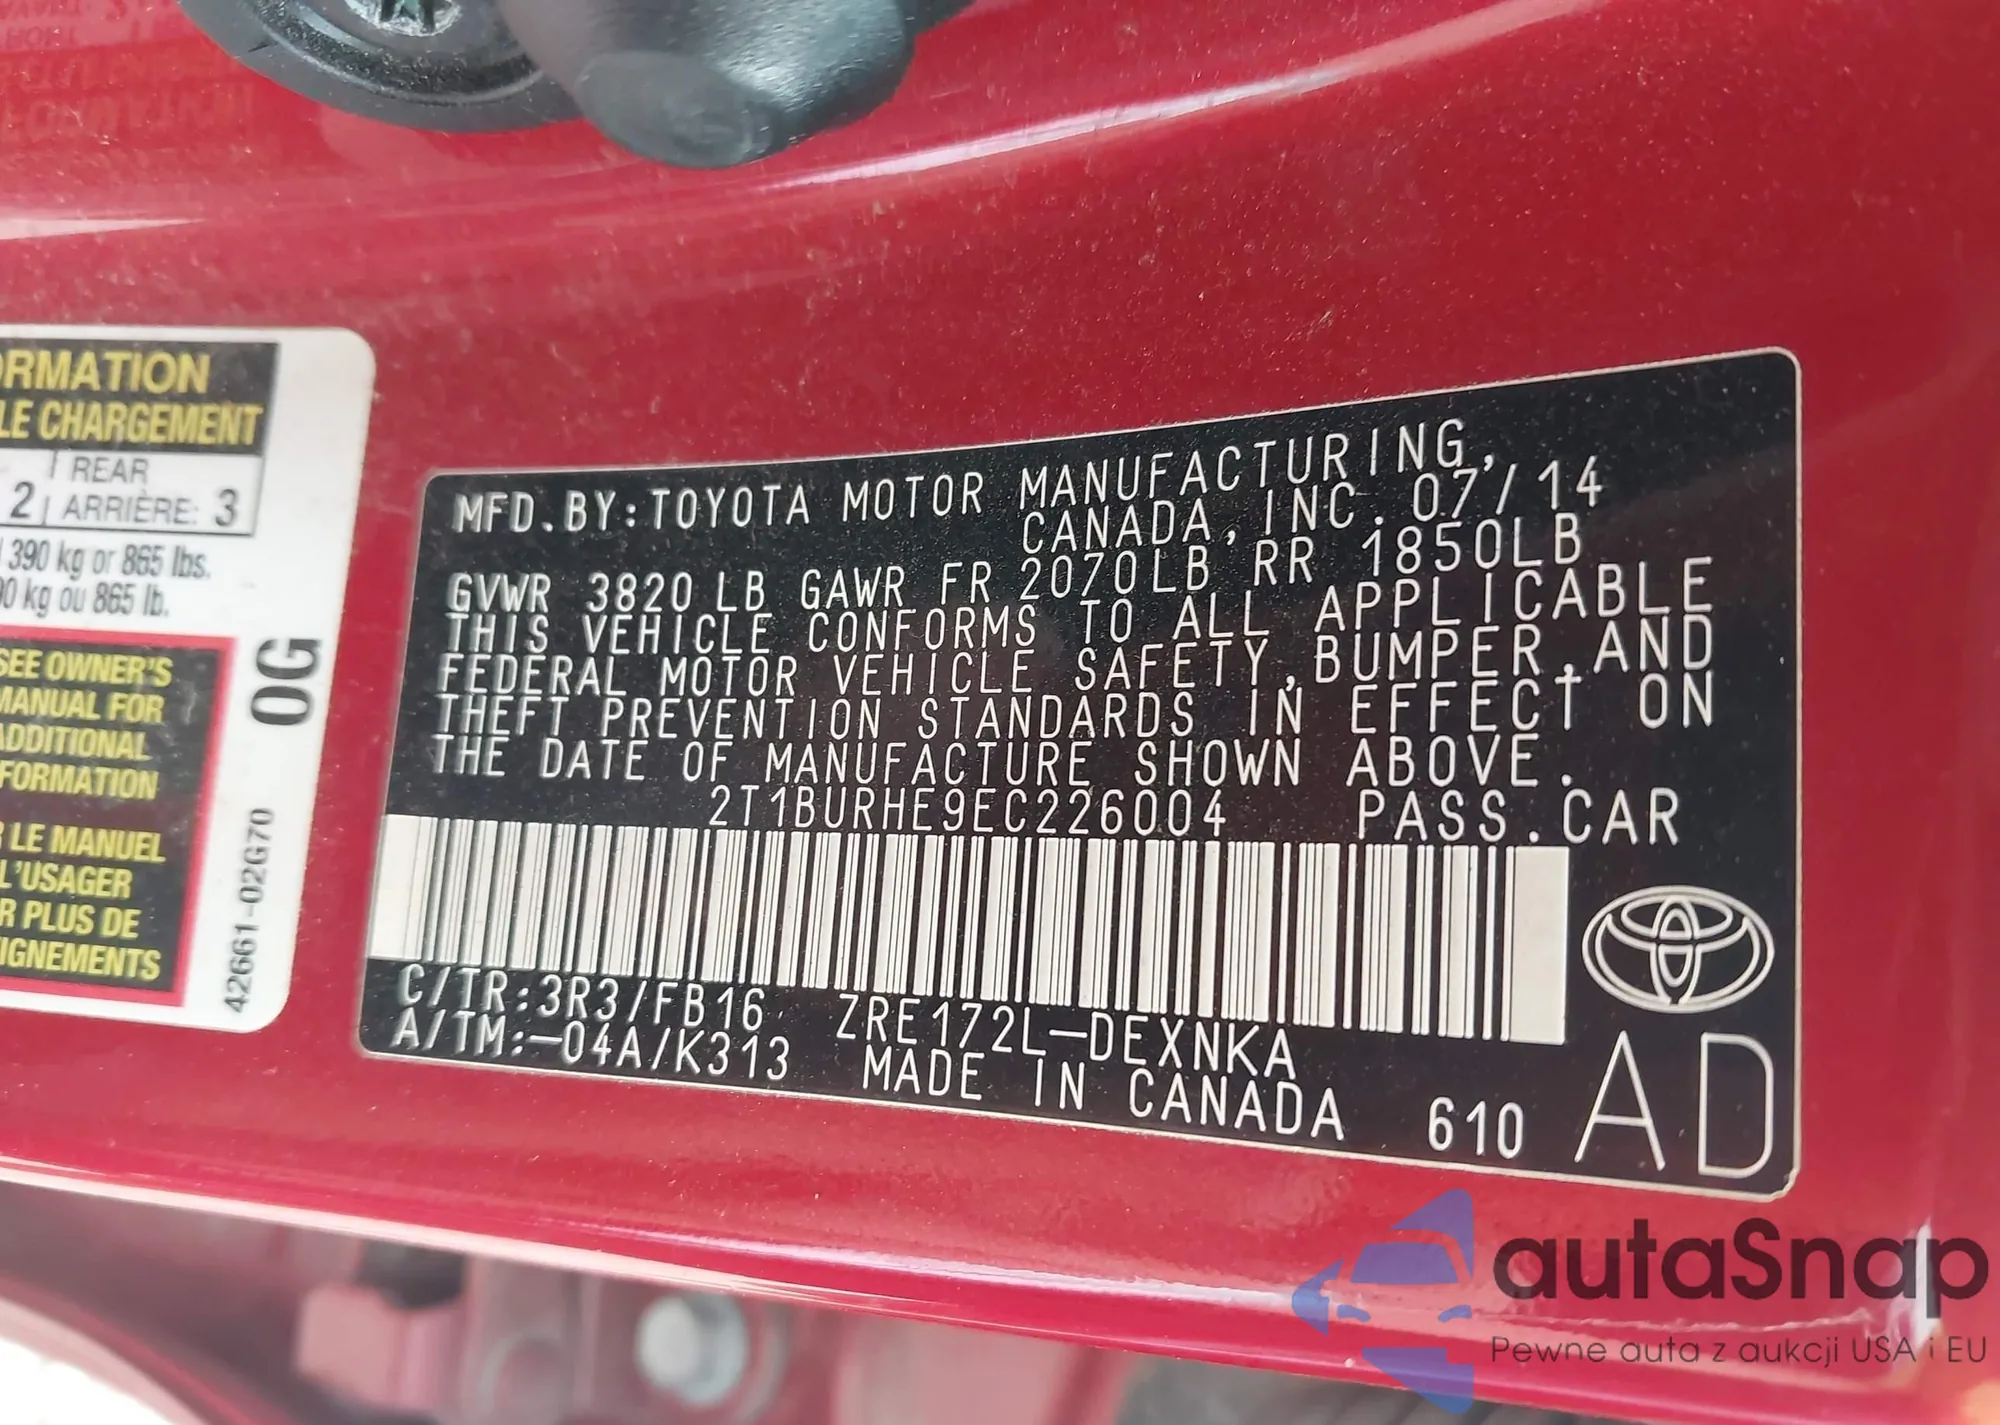 ORMATION
LE CHARGEMENT
REAR
2 ARRIÈRE: 3
390 kg or 865 lbs.
90 kg ou 865 lb.
SEE OWNER'S
MANUAL FOR
ADDITIONAL
FORMATION
R LE MANUEL
L'USAGER
R PLUS DE
IGNEMENTS
0G
42661-02G70
MFD.BY:TOYOTA MOTOR MANUFACTURING,
CANADA, INC. 07/14
GVWR 3820 LB GAWR FR 2070LB RR 1850LB
THIS VEHICLE CONFORMS TO ALL APPLICABLE
FEDERAL MOTOR VEHICLE SAFETY, BUMPER, AND
THEFT PREVENTION STANDARDS IN EFFECT ON
THE DATE OF MANUFACTURE SHOWN ABOVE.
2T1BURHE9EC226004 PASS.CAR
C/TR:3R3/FB16 ZRE172L-DEXNKA
A/TM:-04A/K313 MADE IN CANADA 610
AD
autaSnap
Pewne auta z aukcji USA i EU